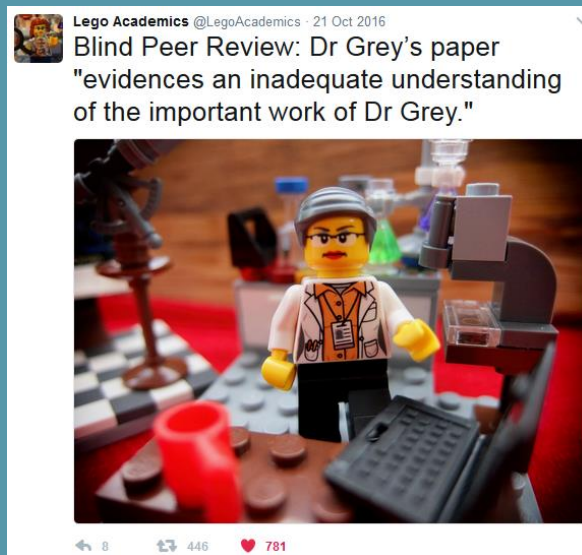 Lego Academics @LegoAcademics · 21 Oct 2016
Blind Peer Review: Dr Grey’s paper
"evidences an inadequate understanding
of the important work of Dr Grey."
8 446 781